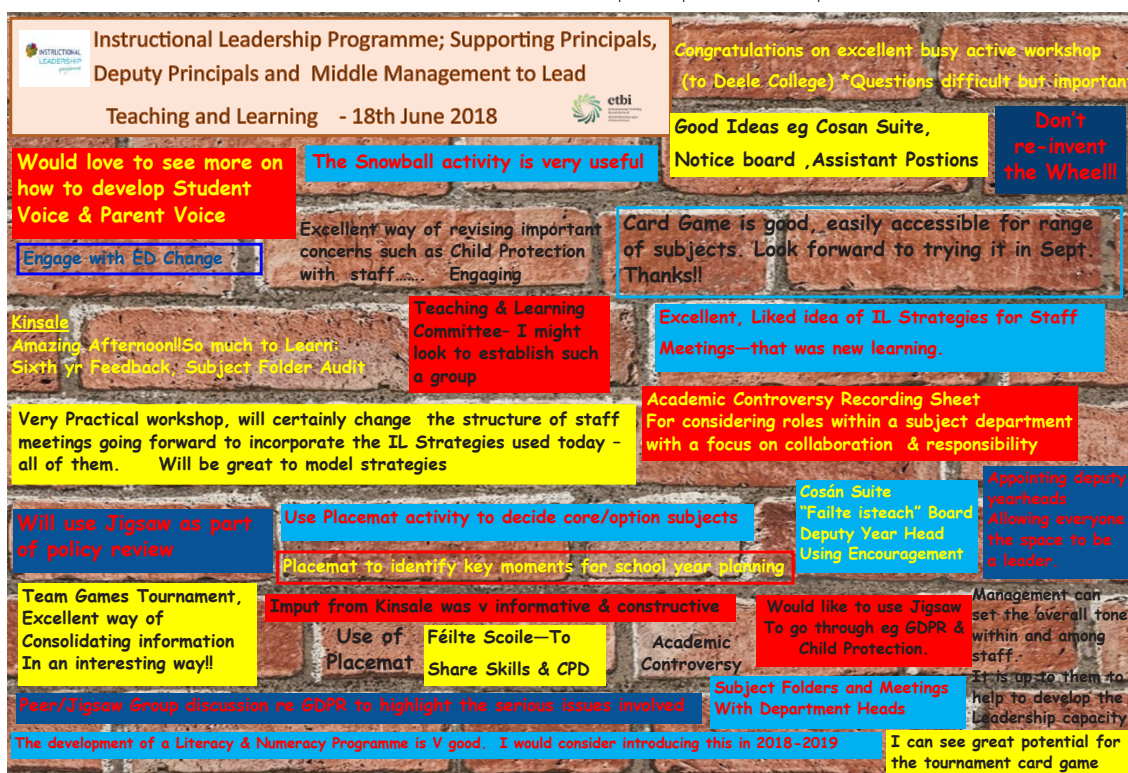 INSTRUCTIONAL
LEADERSHIP
programme
Instructional Leadership Programme; Supporting Principals,
Deputy Principals and Middle Management to Lead
Teaching and Learning - 18th June 2018
etbi
Congratulations on excellent busy active workshop
(to Deele College) *Questions difficult but important
Good Ideas eg Cosan Suite,
Notice board ,Assistant Postions
Don't
re-invent
the Wheel!!
Would love to see more on
how to develop Student
Voice & Parent Voice
The Snowball activity is very useful
Engage with ED Change
Excellent way of revising important
concerns such as Child Protection
with staff....... Engaging
Card Game is good, easily accessible for range
of subjects. Look forward to trying it in Sept.
Thanks!!
Kinsale
Amazing Afternoon!!So much to Learn:
Sixth yr Feedback, Subject Folder Audit
Teaching & Learning
Committee- I might
look to establish such
a group
Excellent, Liked idea of IL Strategies for Staff
Meetings—that was new learning.
Very Practical workshop, will certainly change the structure of staff
meetings going forward to incorporate the IL Strategies used today –
all of them. Will be great to model strategies
Academic Controversy Recording Sheet
For considering roles within a subject department
with a focus on collaboration & responsibility
Will use Jigsaw as part
of policy review
Use Placemat activity to decide core/option subjects
Placemat to identify key moments for school year planning
Cosán Suite
"Failte isteach" Board
Deputy Year Head
Using Encouragement
Appointing deputy
yearheads
Allowing everyone
the space to be
a leader.
Team Games Tournament,
Excellent way of
Consolidating information
In an interesting way!!
Imput from Kinsale was v informative & constructive
Use of
Placemat
Féilte Scoile—To
Share Skills & CPD
Academic
Controversy
Would like to use Jigsaw
To go through eg GDPR &
Child Protection.
Management can
set the overall tone
within and among
staff.
It is up to them to
help to develop the
Leadership capacity
Peer/Jigsaw Group discussion re GDPR to highlight the serious issues involved
Subject Folders and Meetings
With Department Heads
The development of a Literacy & Numeracy Programme is V good. I would consider introducing this in 2018-2019
I can see great potential for
the tournament card game